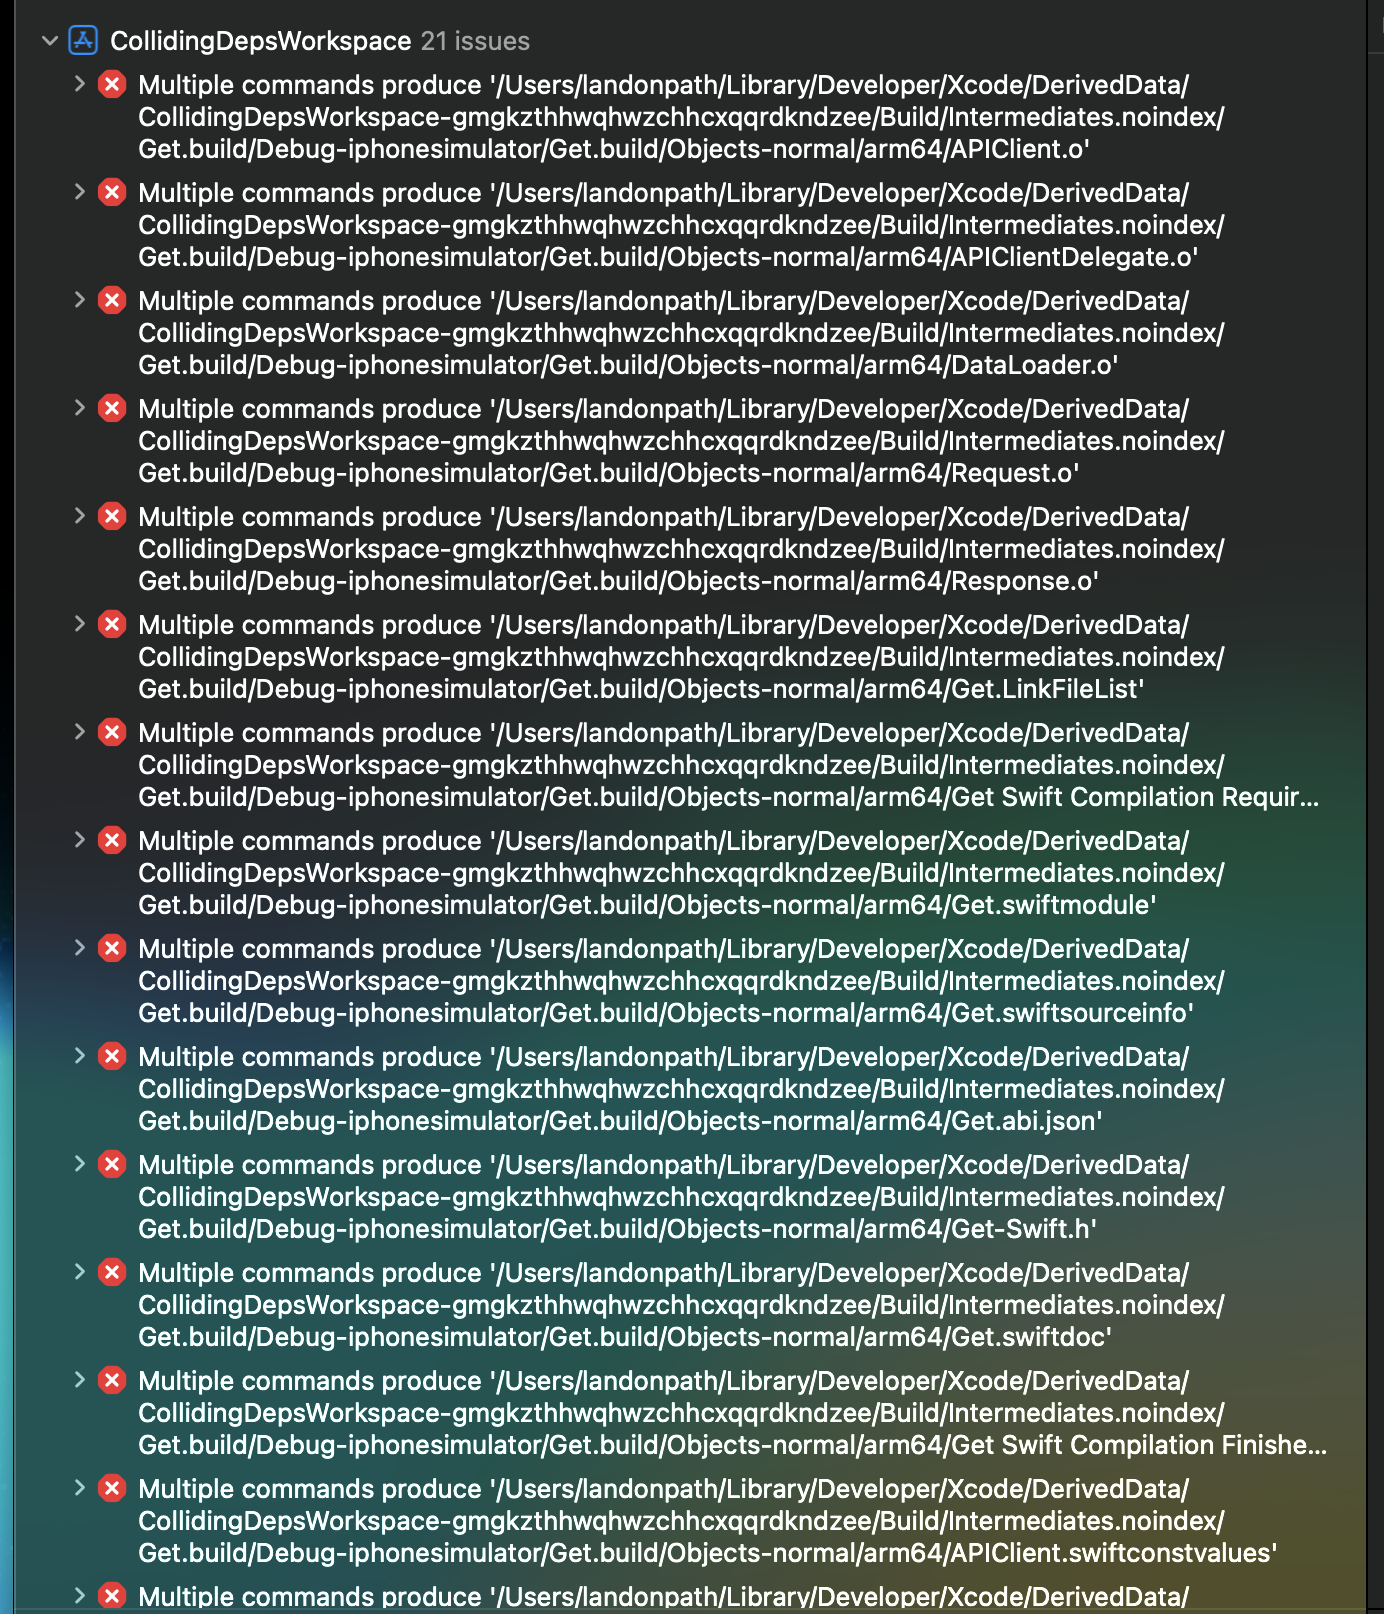 CollidingDepsWorkspace 21 issues
Multiple commands produce '/Users/landonpath/Library/Developer/Xcode/DerivedData/
CollidingDepsWorkspace-gmgkzthhwqhwzchhcxqqrdkndzee/Build/Intermediates.noindex/
Get.build/Debug-iphonesimulator/Get.build/Objects-normal/arm64/APIClient.o'
Multiple commands produce '/Users/landonpath/Library/Developer/Xcode/DerivedData/
CollidingDepsWorkspace-gmgkzthhwqhwzchhcxqqrdkndzee/Build/Intermediates.noindex/
Get.build/Debug-iphonesimulator/Get.build/Objects-normal/arm64/APIClientDelegate.o'
Multiple commands produce '/Users/landonpath/Library/Developer/Xcode/DerivedData/
CollidingDepsWorkspace-gmgkzthhwqhwzchhcxqqrdkndzee/Build/Intermediates.noindex/
Get.build/Debug-iphonesimulator/Get.build/Objects-normal/arm64/DataLoader.o'
Multiple commands produce '/Users/landonpath/Library/Developer/Xcode/DerivedData/
CollidingDepsWorkspace-gmgkzthhwqhwzchhcxqqrdkndzee/Build/Intermediates.noindex/
Get.build/Debug-iphonesimulator/Get.build/Objects-normal/arm64/Request.o'
Multiple commands produce '/Users/landonpath/Library/Developer/Xcode/DerivedData/
CollidingDepsWorkspace-gmgkzthhwqhwzchhcxqqrdkndzee/Build/Intermediates.noindex/
Get.build/Debug-iphonesimulator/Get.build/Objects-normal/arm64/Response.o'
Multiple commands produce '/Users/landonpath/Library/Developer/Xcode/DerivedData/
CollidingDepsWorkspace-gmgkzthhwqhwzchhcxqqrdkndzee/Build/Intermediates.noindex/
Get.build/Debug-iphonesimulator/Get.build/Objects-normal/arm64/Get.LinkFileList'
Multiple commands produce '/Users/landonpath/Library/Developer/Xcode/DerivedData/
CollidingDepsWorkspace-gmgkzthhwqhwzchhcxqqrdkndzee/Build/Intermediates.noindex/
Get.build/Debug-iphonesimulator/Get.build/Objects-normal/arm64/Get Swift Compilation Requir...
Multiple commands produce '/Users/landonpath/Library/Developer/Xcode/DerivedData/
CollidingDepsWorkspace-gmgkzthhwqhwzchhcxqqrdkndzee/Build/Intermediates.noindex/
Get.build/Debug-iphonesimulator/Get.build/Objects-normal/arm64/Get.swiftmodule'
Multiple commands produce '/Users/landonpath/Library/Developer/Xcode/DerivedData/
CollidingDepsWorkspace-gmgkzthhwqhwzchhcxqqrdkndzee/Build/Intermediates.noindex/
Get.build/Debug-iphonesimulator/Get.build/Objects-normal/arm64/Get.swiftsourceinfo'
Multiple commands produce '/Users/landonpath/Library/Developer/Xcode/DerivedData/
CollidingDepsWorkspace-gmgkzthhwqhwzchhcxqqrdkndzee/Build/Intermediates.noindex/
Get.build/Debug-iphonesimulator/Get.build/Objects-normal/arm64/Get.abi.json'
Multiple commands produce '/Users/landonpath/Library/Developer/Xcode/DerivedData/
CollidingDepsWorkspace-gmgkzthhwqhwzchhcxqqrdkndzee/Build/Intermediates.noindex/
Get.build/Debug-iphonesimulator/Get.build/Objects-normal/arm64/Get-Swift.h'
Multiple commands produce '/Users/landonpath/Library/Developer/Xcode/DerivedData/
CollidingDepsWorkspace-gmgkzthhwqhwzchhcxqqrdkndzee/Build/Intermediates.noindex/
Get.build/Debug-iphonesimulator/Get.build/Objects-normal/arm64/Get.swiftdoc'
Multiple commands produce '/Users/landonpath/Library/Developer/Xcode/DerivedData/
CollidingDepsWorkspace-gmgkzthhwqhwzchhcxqqrdkndzee/Build/Intermediates.noindex/
Get.build/Debug-iphonesimulator/Get.build/Objects-normal/arm64/Get Swift Compilation Finishe...
Multiple commands produce '/Users/landonpath/Library/Developer/Xcode/DerivedData/
CollidingDepsWorkspace-gmgkzthhwqhwzchhcxqqrdkndzee/Build/Intermediates.noindex/
Get.build/Debug-iphonesimulator/Get.build/Objects-normal/arm64/APIClient.swiftconstvalues'
Multiple commands produce '/Users/landonpath/Library/Developer/Xcode/DerivedData/